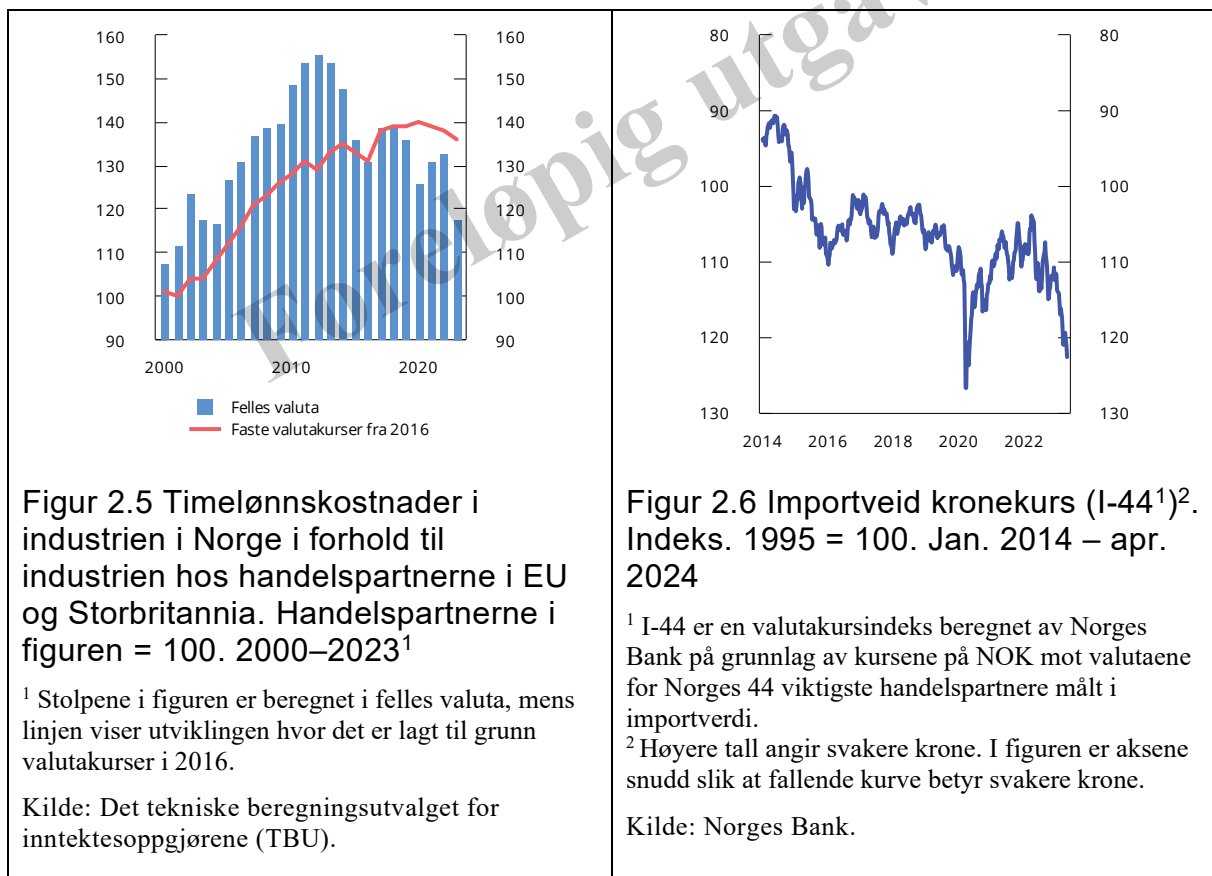 Foreløpig utgav
160
150
140
130
120
110
100
90
160
150
140
130
120
110
100
90
2000
2010
2020
Felles valuta
Faste valutakurser fra 2016
Figur 2.5 Timelønnskostnader i
industrien i Norge i forhold til
industrien hos handelspartnerne i EU
og Storbritannia. Handelspartnerne i
figuren = 100. 2000–2023¹
¹ Stolpene i figuren er beregnet i felles valuta, mens
linjen viser utviklingen hvor det er lagt til grunn
valutakurser i 2016.
Kilde: Det tekniske beregningsutvalget for
inntektesoppgjørene (TBU).
80
90
100
110
120
130
80
90
100
110
120
130
2014
2016
2018
2020
2022
Figur 2.6 Importveid kronekurs (I-44¹)².
Indeks. 1995 = 100. Jan. 2014 – apr.
2024
¹ I-44 er en valutakursindeks beregnet av Norges
Bank på grunnlag av kursene på NOK mot valutaene
for Norges 44 viktigste handelspartnere målt i
importverdi.
² Høyere tall angir svakere krone. I figuren er aksene
snudd slik at fallende kurve betyr svakere krone.
Kilde: Norges Bank.